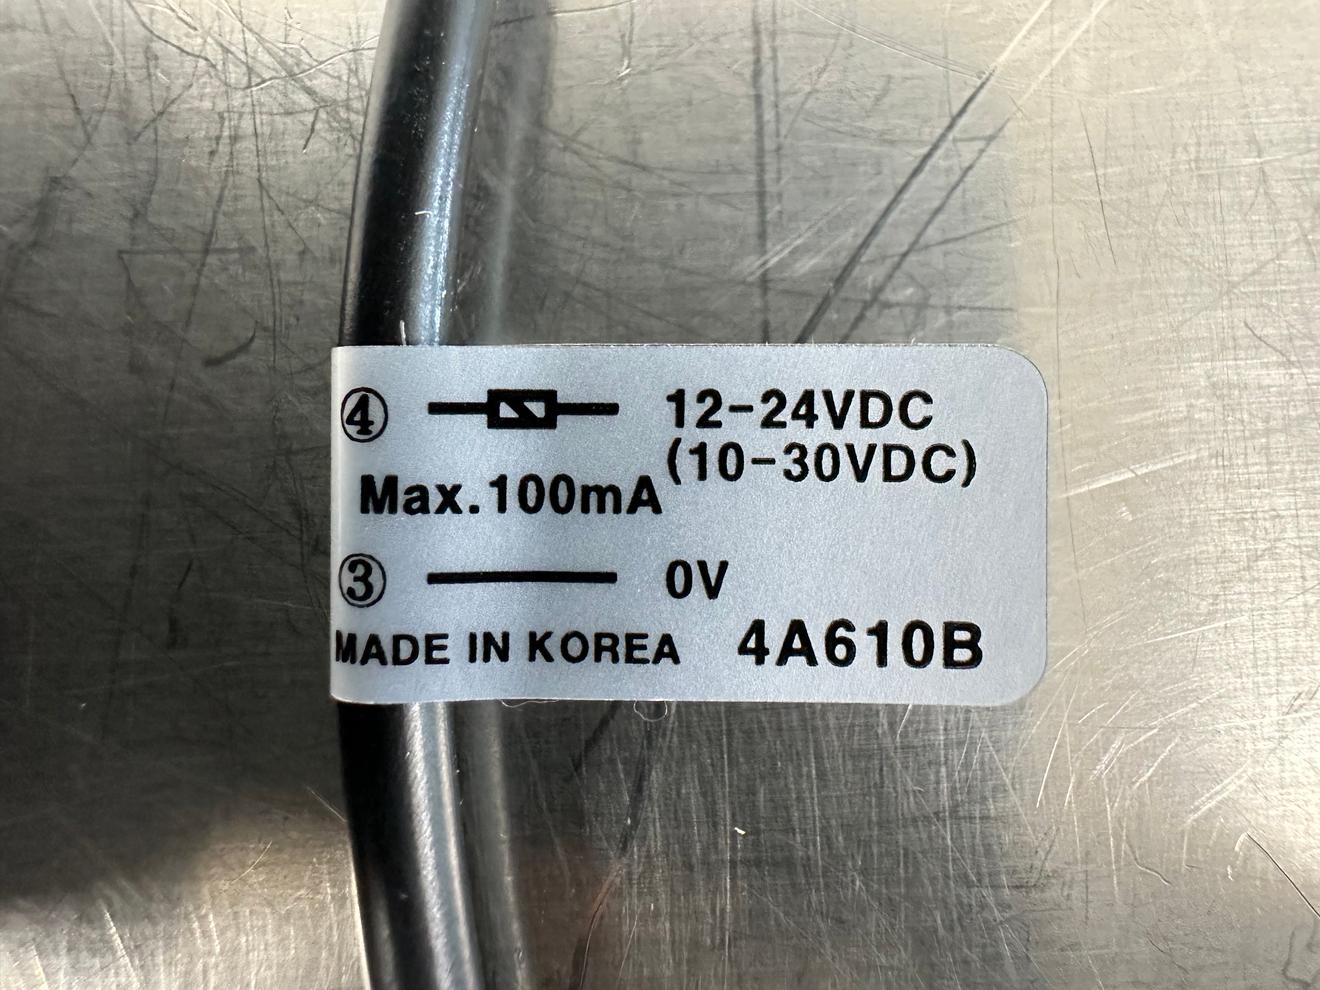 ④ 12-24VDC
(10-30VDC)
Max.100mA
③ 0V
MADE IN KOREA 4A610B